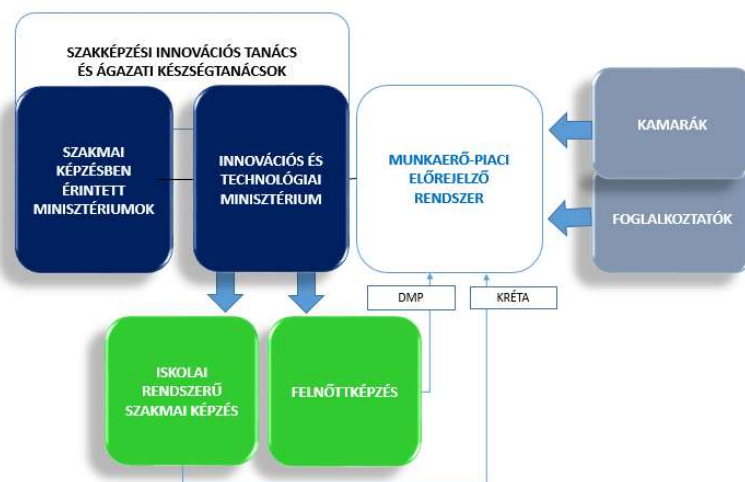 SZAKKÉPZÉSI INNOVÁCIÓS TANÁCS
ÉS ÁGAZATI KÉSZSÉGTANÁCSOK
SZAKMAI
KÉPZÉSBEN
ÉRINTETT
MINISZTÉRIUMOK
INNOVÁCIÓS ÉS
TECHNOLÓGIAI
MINISZTÉRIUM
MUNKAERŐ-PIACI
ELŐREJELZŐ
RENDSZER
KAMARÁK
FOGLALKOZTATÓK
DMP
KRÉTA
ISKOLAI
RENDSZERŰ
SZAKMAI KÉPZÉS
FELNŐTTKÉPZÉS